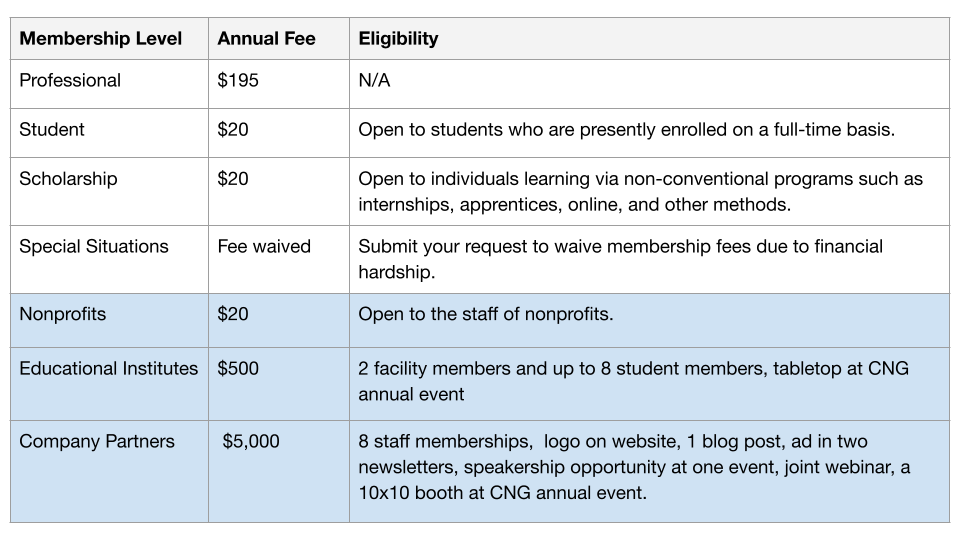 Membership Level Annual Fee Eligibility
Professional $195 N/A
Student $20 Open to students who are presently enrolled on a full-time basis.
Scholarship $20 Open to individuals learning via non-conventional programs such as
internships, apprentices, online, and other methods.
Special Situations Fee waived Submit your request to waive membership fees due to financial
hardship.
Nonprofits $20 Open to the staff of nonprofits.
Educational Institutes $500 2 facility members and up to 8 student members, tabletop at CNG
annual event
Company Partners $5,000 8 staff memberships, logo on website, 1 blog post, ad in two
newsletters, speakership opportunity at one event, joint webinar, a
10x10 booth at CNG annual event.